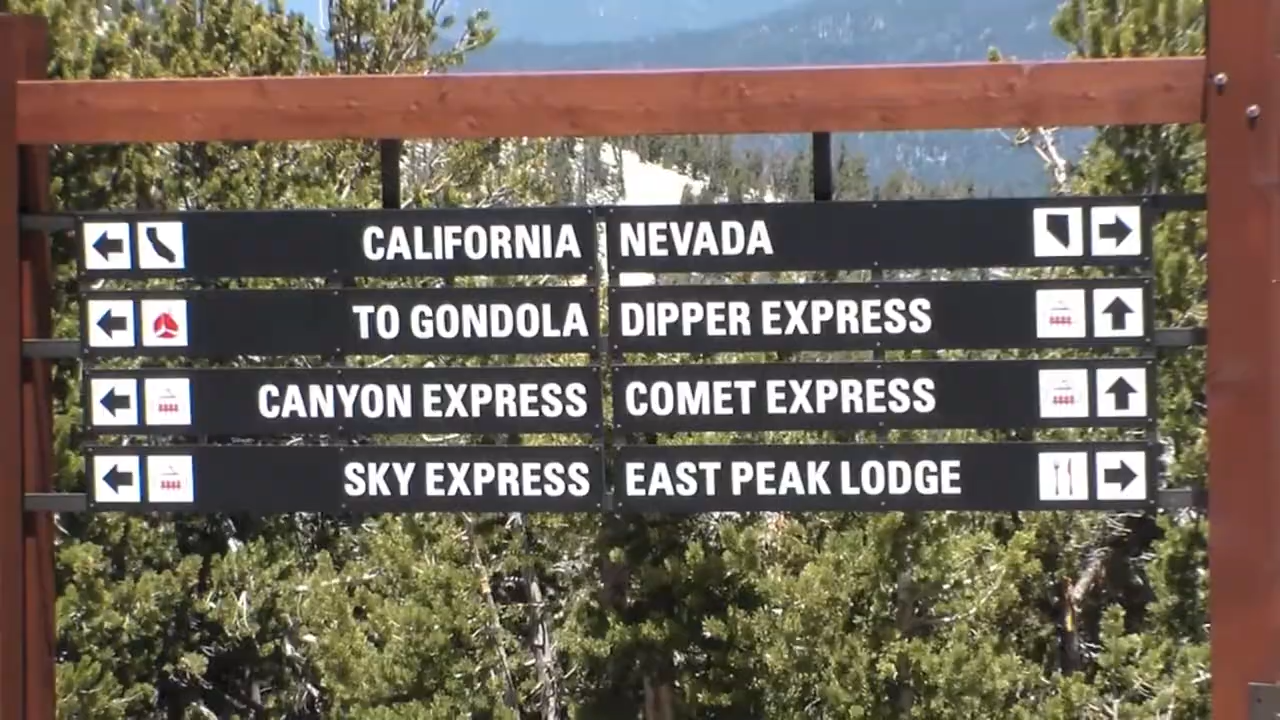 CALIFORNIA
TO GONDOLA
CANYON EXPRESS
SKY EXPRESS
NEVADA
DIPPER EXPRESS
COMET EXPRESS
EAST PEAK LODGE